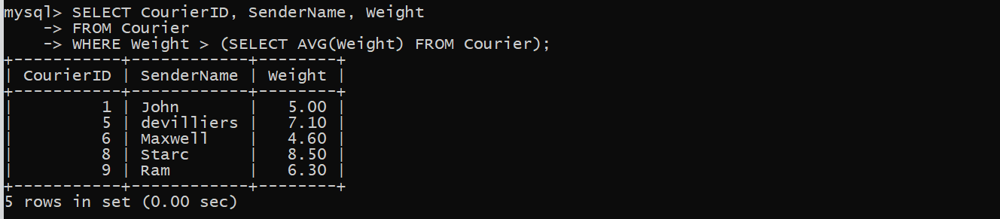 mysql> SELECT CourierID, SenderName, Weight
    -> FROM Courier
    -> WHERE Weight > (SELECT AVG(Weight) FROM Courier);
+-----------+------------+--------+
| CourierID | SenderName | Weight |
+-----------+------------+--------+
|         1 | John       |   5.00 |
|         5 | devilliers |   7.10 |
|         6 | Maxwell    |   4.60 |
|         8 | Starc      |   8.50 |
|         9 | Ram        |   6.30 |
+-----------+------------+--------+
5 rows in set (0.00 sec)